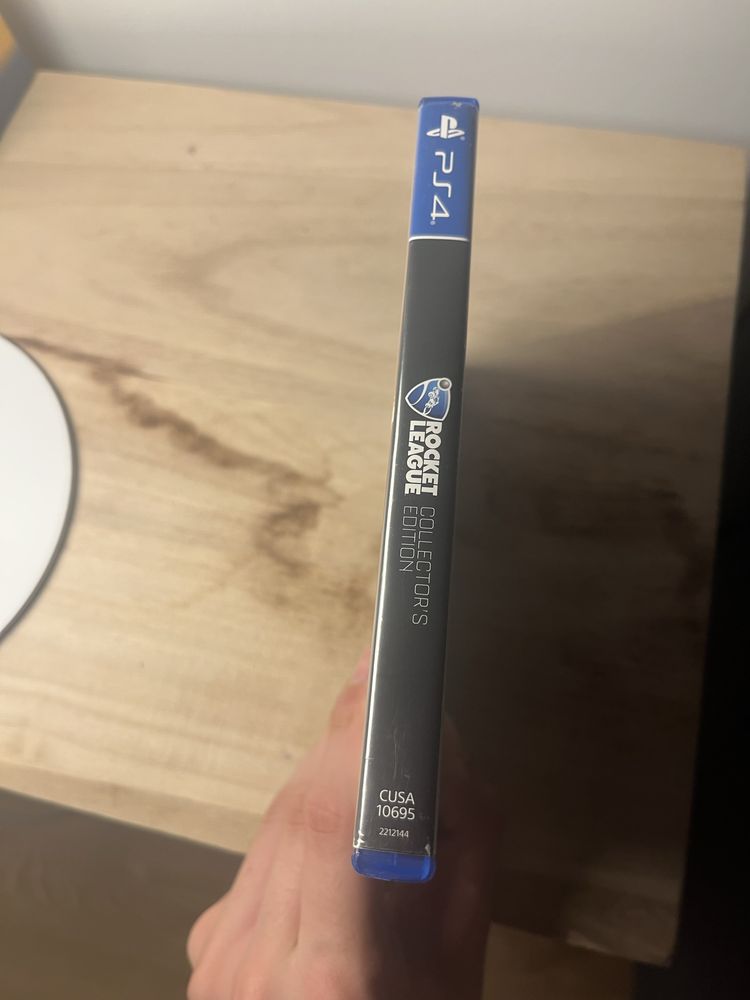 PS4
ROCKET
LEAGUE
COLLECTOR'S
EDITION
CUSA
10695
2212144